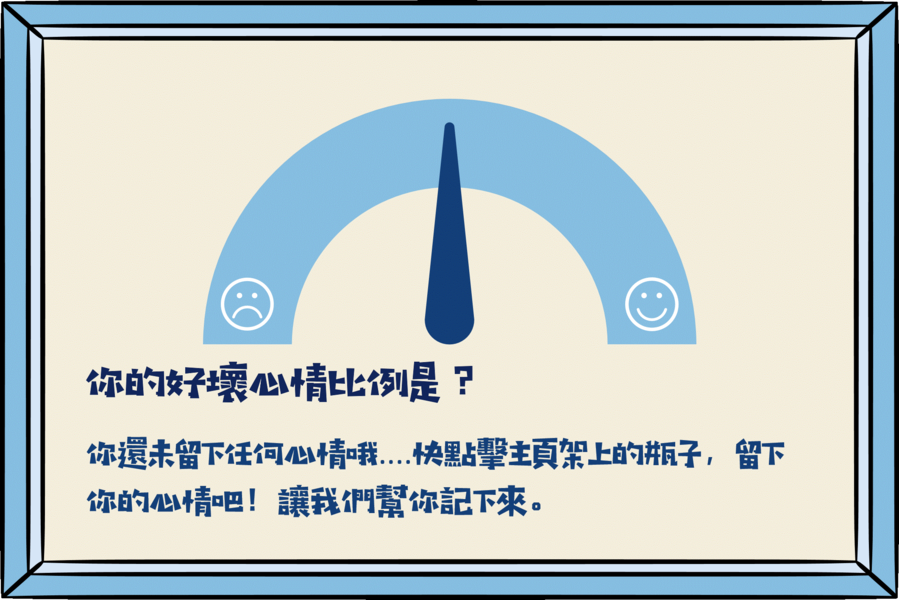 你的好壞心情比例是？
你還未留下任何心情哦....快點擊主頁架上的瓶子，留下
你的心情吧！讓我們幫你記下來。